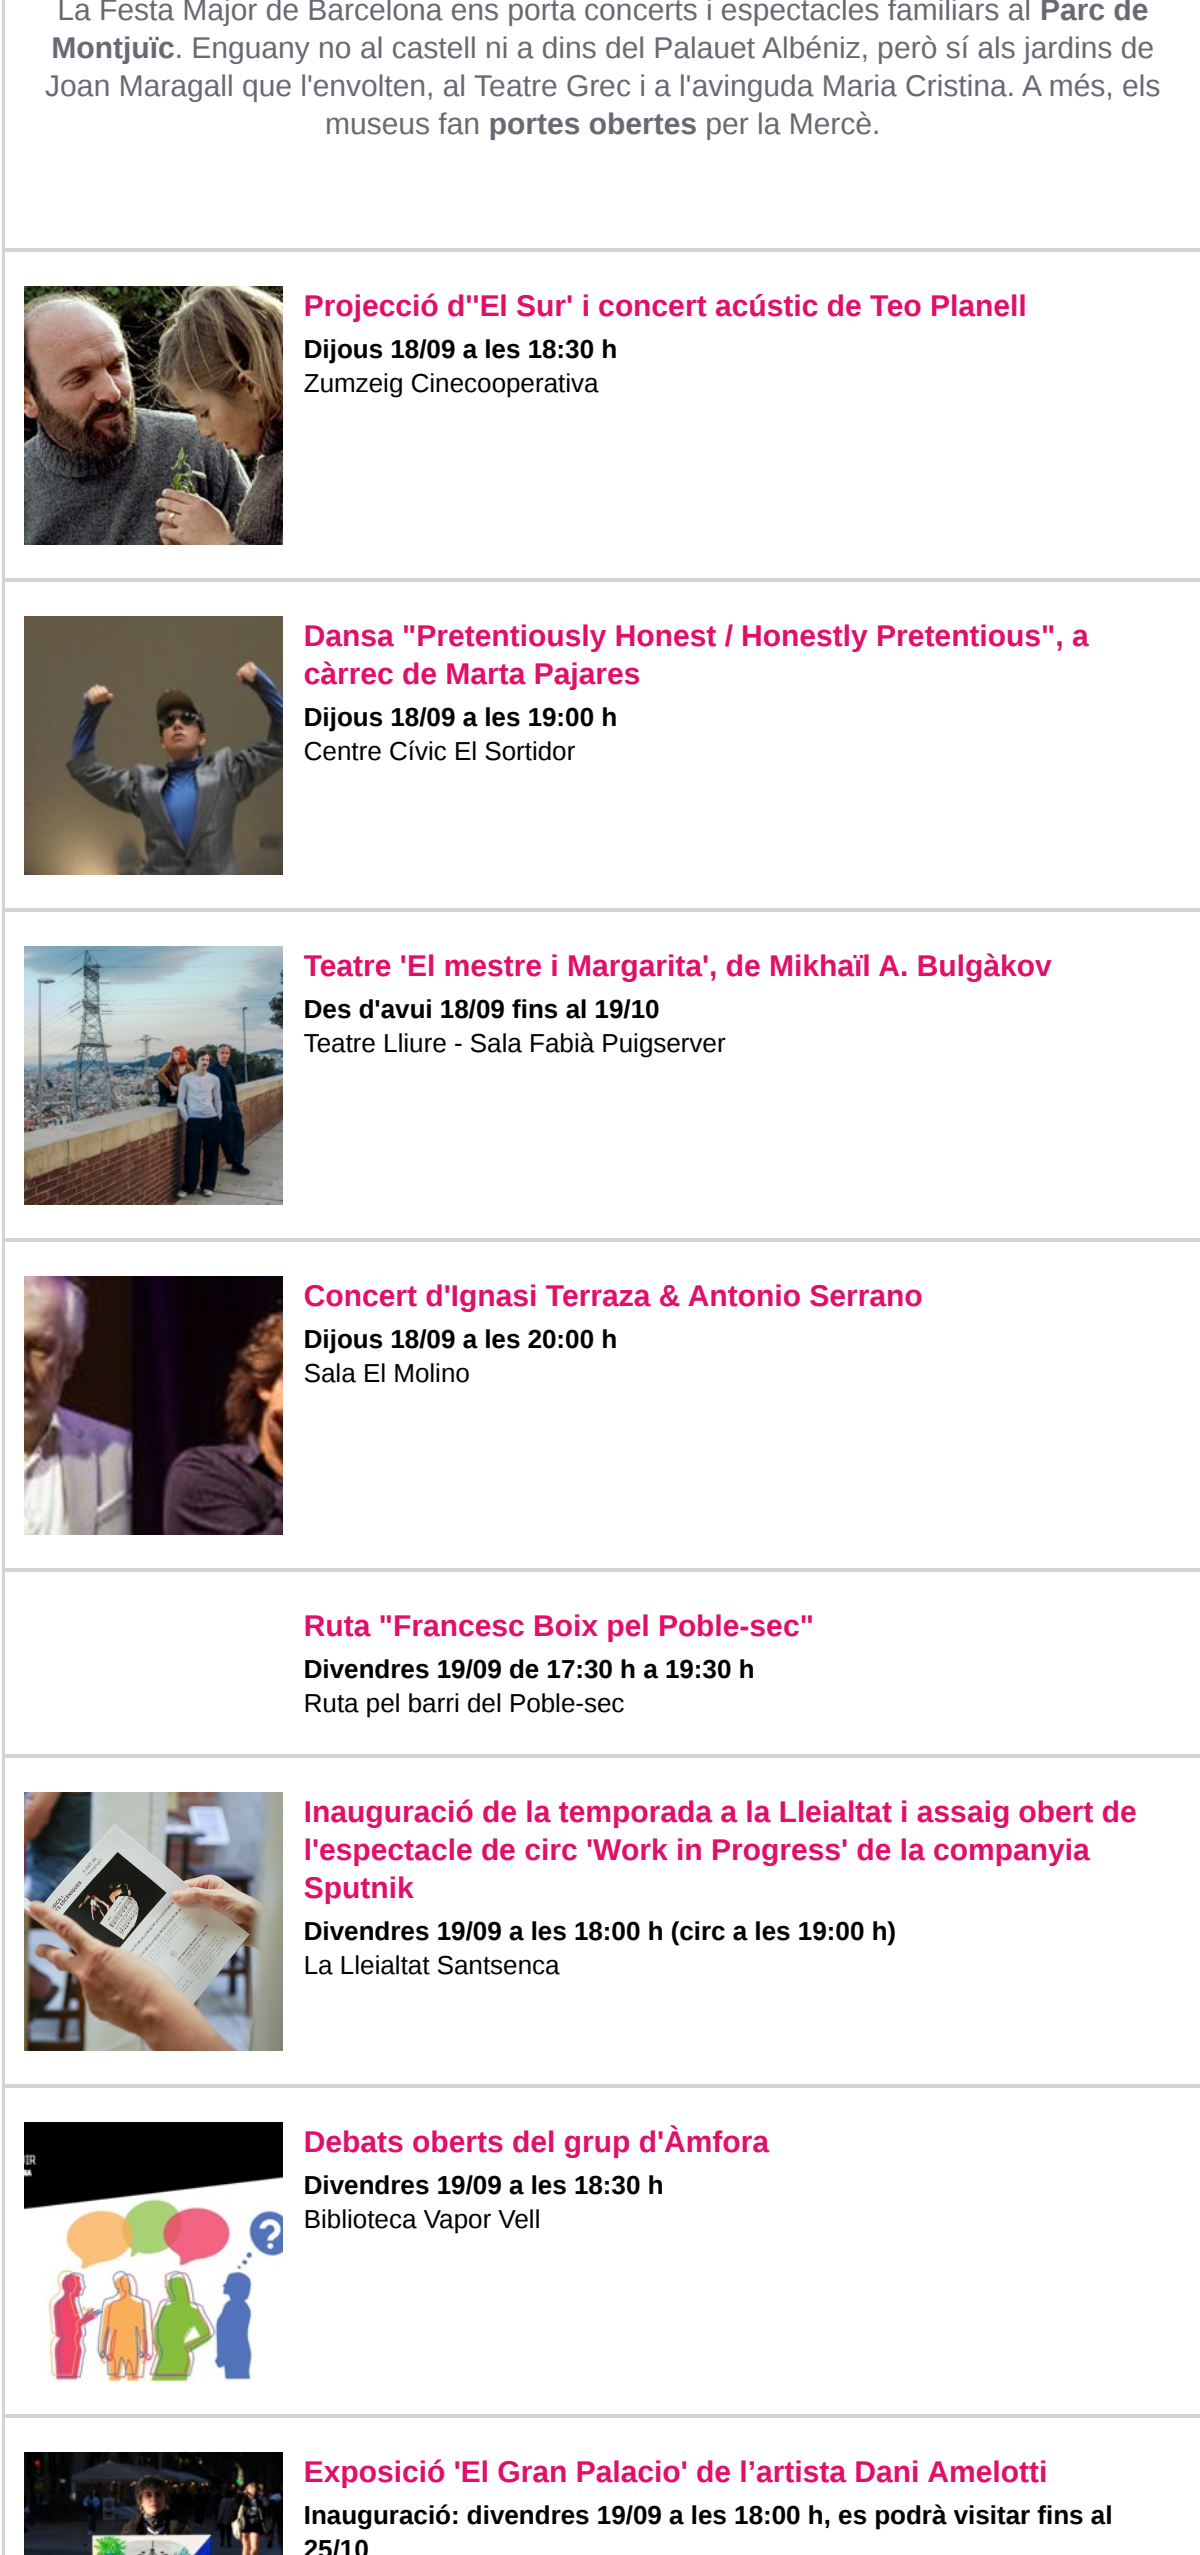 La Festa Major de Barcelona ens porta concerts i espectacles familiars al Parc de
Montjuïc. Enguany no al castell ni a dins del Palauet Albéniz, però sí als jardins de
Joan Maragall que l'envolten, al Teatre Grec i a l'avinguda Maria Cristina. A més, els
museus fan portes obertes per la Mercè.
Projecció d''El Sur' i concert acústic de Teo Planell
Dijous 18/09 a les 18:30 h
Zumzeig Cinecooperativa
Dansa "Pretentiously Honest / Honestly Pretentious", a
càrrec de Marta Pajares
Dijous 18/09 a les 19:00 h
Centre Cívic El Sortidor
Teatre 'El mestre i Margarita', de Mikhaïl A. Bulgàkov
Des d'avui 18/09 fins al 19/10
Teatre Lliure - Sala Fabià Puigserver
Concert d'Ignasi Terraza & Antonio Serrano
Dijous 18/09 a les 20:00 h
Sala El Molino
Ruta "Francesc Boix pel Poble-sec"
Divendres 19/09 de 17:30 h a 19:30 h
Ruta pel barri del Poble-sec
Inauguració de la temporada a la Lleialtat i assaig obert de
l'espectacle de circ 'Work in Progress' de la companyia
Sputnik
Divendres 19/09 a les 18:00 h (circ a les 19:00 h)
La Lleialtat Santsenca
Debats oberts del grup d'Àmfora
Divendres 19/09 a les 18:30 h
Biblioteca Vapor Vell
Exposició 'El Gran Palacio' de l’artista Dani Amelotti
Inauguració: divendres 19/09 a les 18:00 h, es podrà visitar fins al
25/10